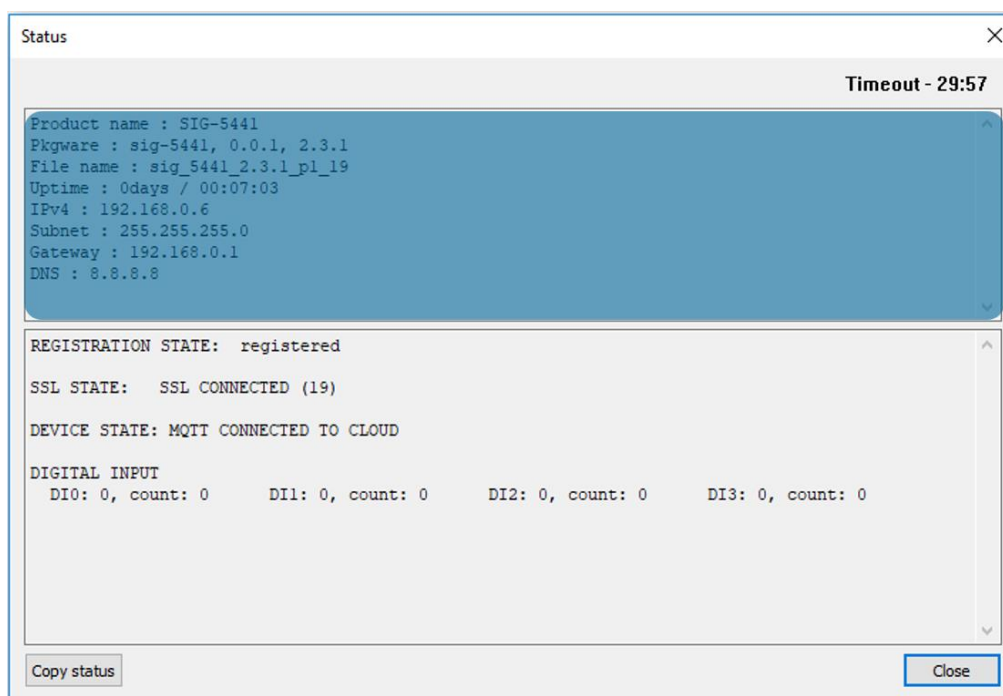 Status
Timeout - 29:57
Product name : SIG-5441
Pkgware : sig-5441, 0.0.1, 2.3.1
File name : sig_5441_2.3.1_p1_19
Uptime : 0days / 00:07:03
IPv4 : 192.168.0.6
Subnet : 255.255.255.0
Gateway : 192.168.0.1
DNS : 8.8.8.8
REGISTRATION STATE:  registered
SSL STATE:   SSL CONNECTED (19)
DEVICE STATE: MQTT CONNECTED TO CLOUD
DIGITAL INPUT
DI0: 0, count: 0      DI1: 0, count: 0      DI2: 0, count: 0      DI3: 0, count: 0
Copy status Close